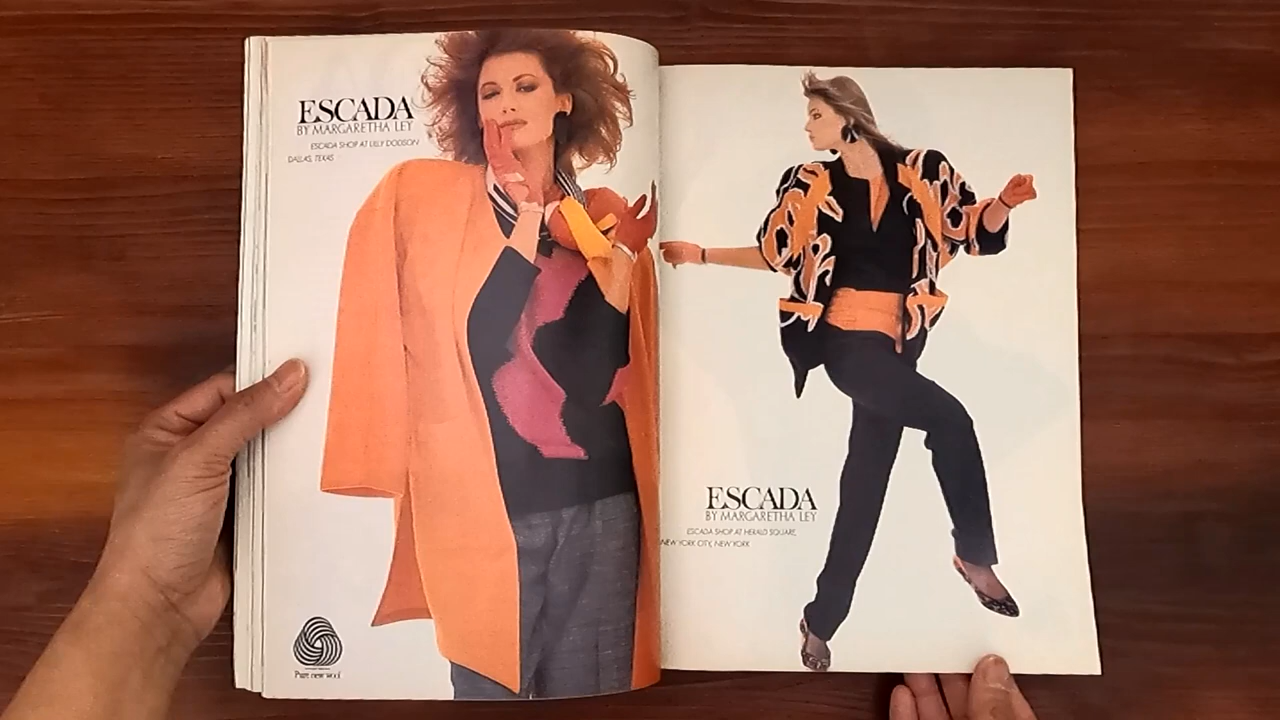 ESCADA
BY MARGARETHA LEY
ESCADA SHOP AT LILLY DODSON
DALLAS, TEXAS
Pure new wool
ESCADA
BY MARGARETHA LEY
ESCADA SHOP AT HERALD SQUARE,
NEW YORK CITY, NEW YORK